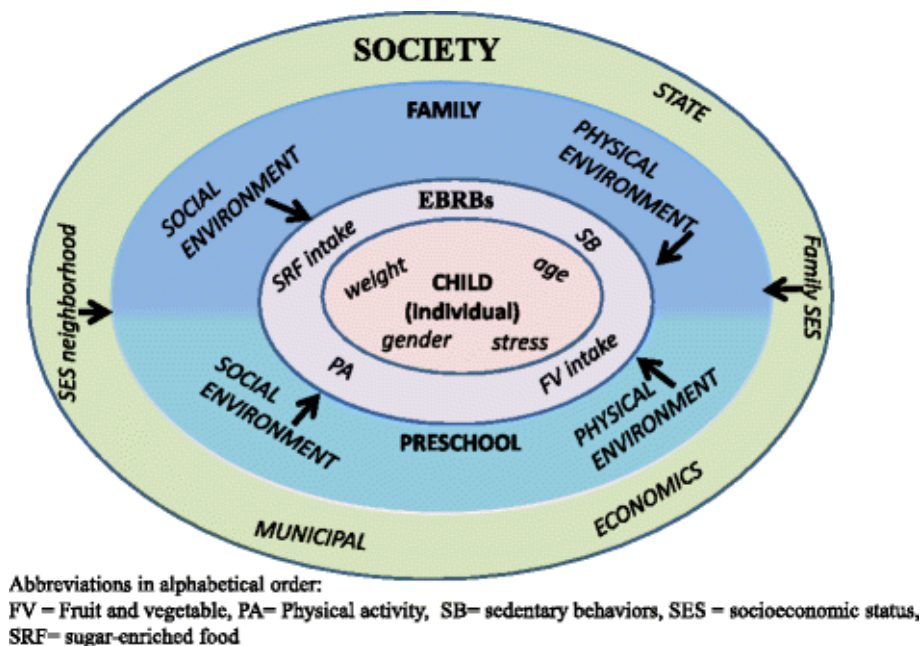 SOCIETY
STATE
FAMILY
SOCIAL
ENVIRONMENT
PHYSICAL
ENVIRONMENT
EBRBs
SRF intake
SB
weight
age
CHILD
(individual)
gender
stress
SES neighborhood
Family SES
PA
FV intake
SOCIAL
ENVIRONMENT
PHYSICAL
ENVIRONMENT
PRESCHOOL
MUNICIPAL
ECONOMICS
Abbreviations in alphabetical order:
FV = Fruit and vegetable, PA= Physical activity, SB= sedentary behaviors, SES = socioeconomic status,
SRF= sugar-enriched food